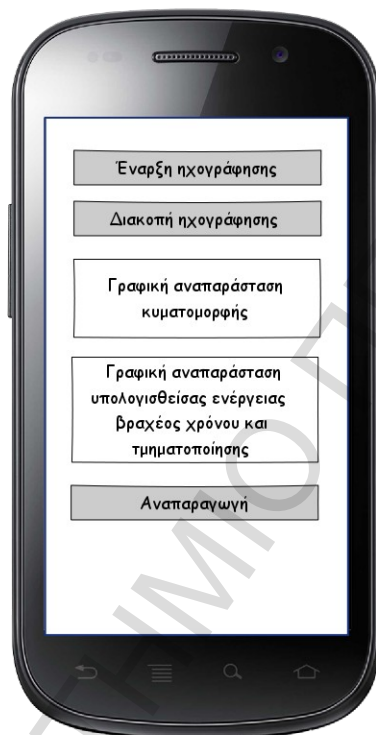 Έναρξη ηχογράφησης
Διακοπή ηχογράφησης
Γραφική αναπαράσταση
κυματομορφής
Γραφική αναπαράσταση
υπολογισθείσας ενέργειας
βραχέος χρόνου και
τμηματοποίησης
Αναπαραγωγή